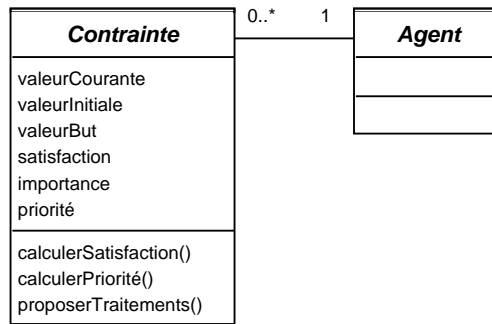 Contrainte
0..* 1
Agent
valeurCourante
valeurInitiale
valeurBut
satisfaction
importance
priorité
calculerSatisfaction()
calculerPriorité()
proposerTraitements()